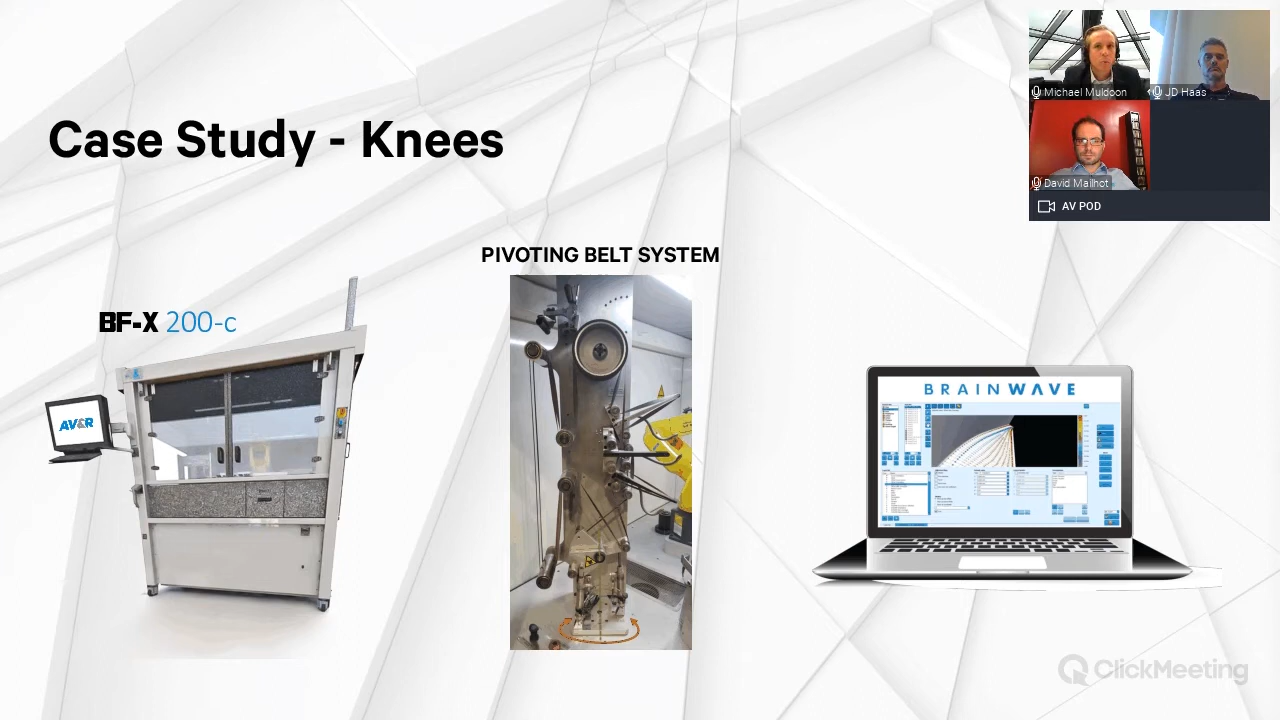 Case Study - Knees
Michael Muldoon
JD Haas
David Mailhot
AV POD
PIVOTING BELT SYSTEM
BF-X 200-c
AV&R
BRAINWAVE
ClickMeeting